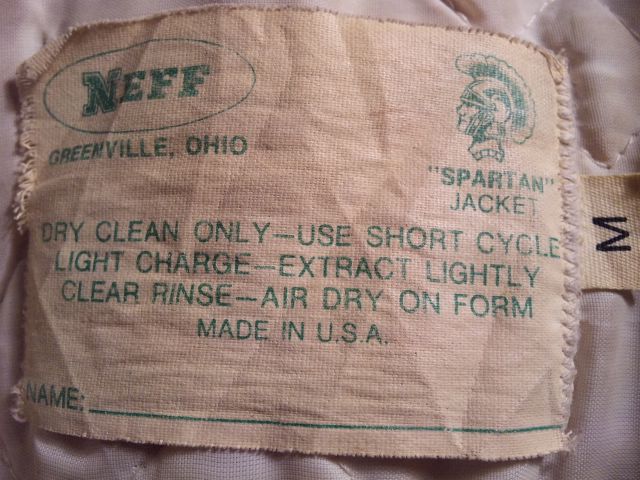 NEFF
GREENVILLE, OHIO
"SPARTAN"
JACKET
DRY CLEAN ONLY—USE SHORT CYCLE
LIGHT CHARGE—EXTRACT LIGHTLY
CLEAR RINSE—AIR DRY ON FORM
MADE IN U.S.A.
NAME:
M